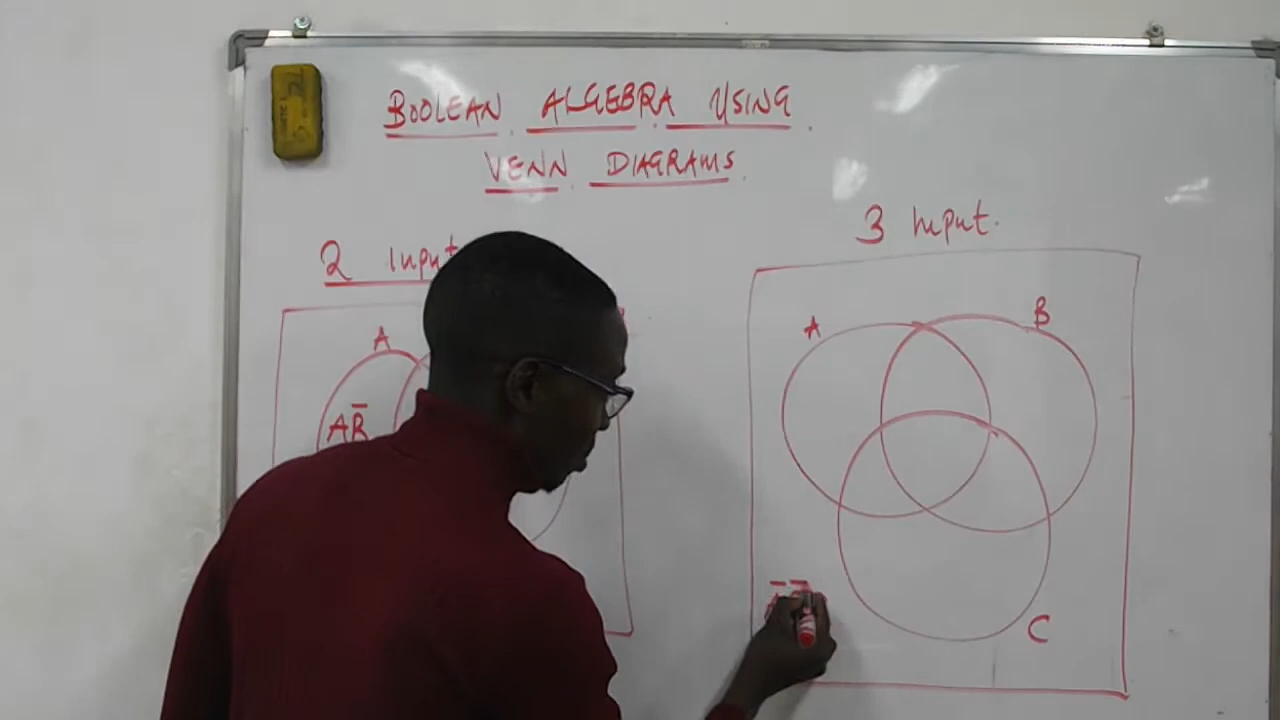 BOOLEAN ALGEBRA USING
VENN DIAGRAMS.
2 Input
3 Input.
A
AB̅
A
B
C